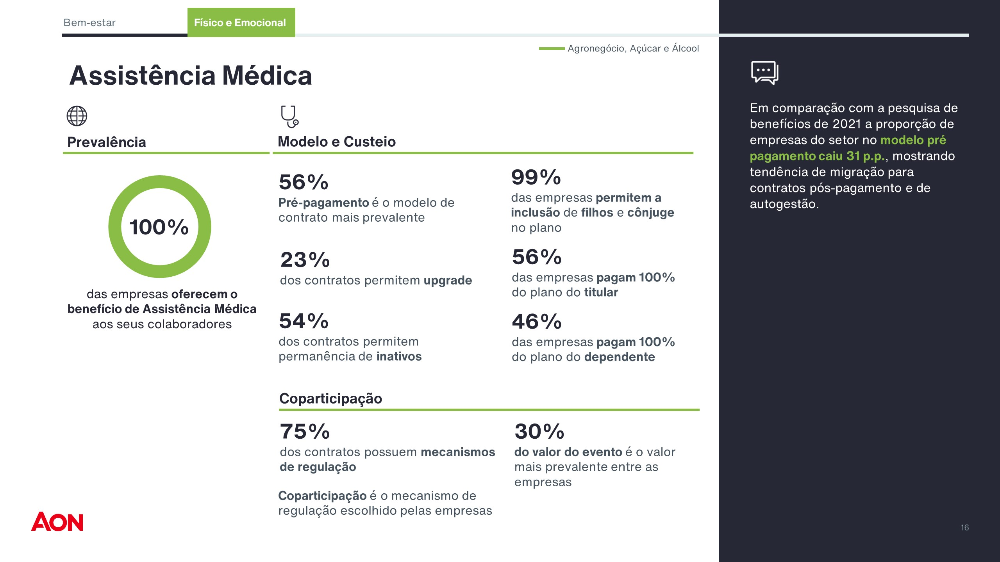 Bem-estar
Físico e Emocional
Agronegócio, Açúcar e Álcool
Assistência Médica
Prevalência
100%
das empresas oferecem o
benefício de Assistência Médica
aos seus colaboradores
Modelo e Custeio
56%
Pré-pagamento é o modelo de
contrato mais prevalente
23%
dos contratos permitem upgrade
54%
dos contratos permitem
permanência de inativos
99%
das empresas permitem a
inclusão de filhos e cônjuge
no plano
56%
das empresas pagam 100%
do plano do titular
46%
das empresas pagam 100%
do plano do dependente
Coparticipação
75%
dos contratos possuem mecanismos
de regulação
Coparticipação é o mecanismo de
regulação escolhido pelas empresas
30%
do valor do evento é o valor
mais prevalente entre as
empresas
Em comparação com a pesquisa de
benefícios de 2021 a proporção de
empresas do setor no modelo pré
pagamento caiu 31 p.p., mostrando
tendência de migração para
contratos pós-pagamento e de
autogestão.
AON
16